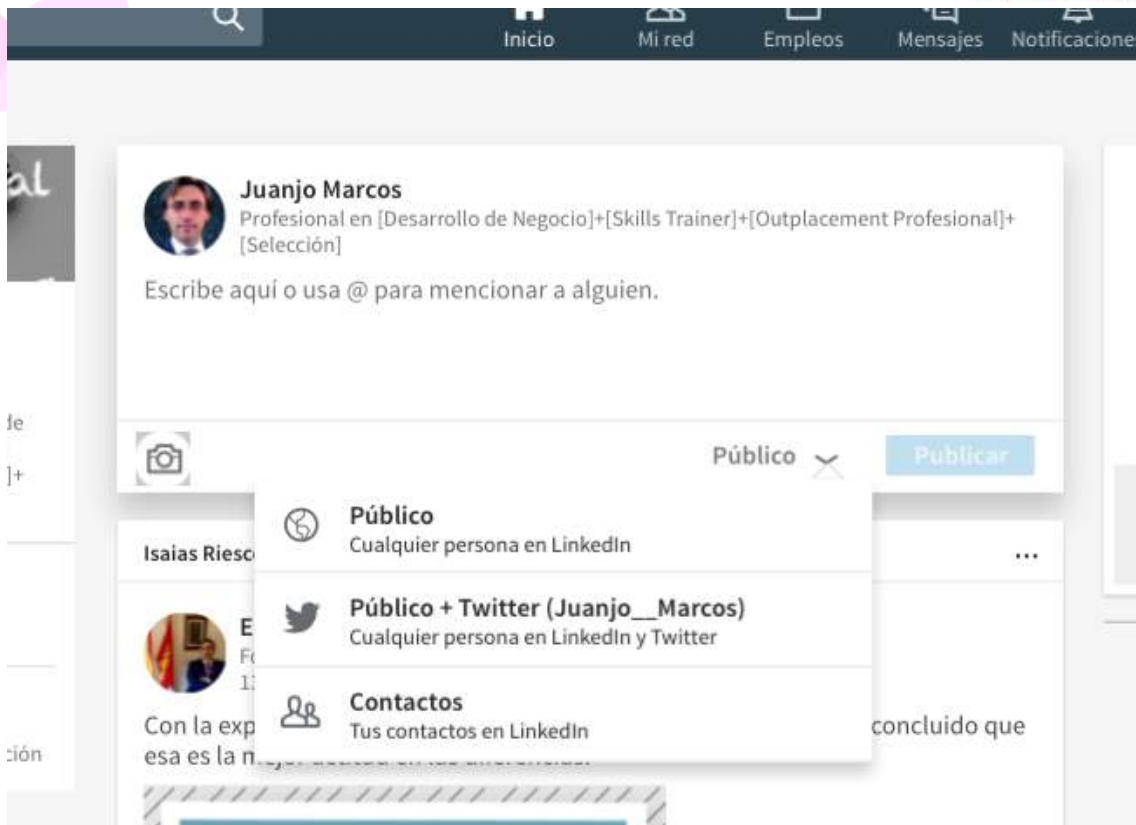 Inicio Mi red Empleos Mensajes Notificacione
al
Juanjo Marcos
Profesional en [Desarrollo de Negocio]+[Skills Trainer]+[Outplacement Profesional]+
[Selección]
Escribe aquí o usa @ para mencionar a alguien.
de
]+
Público Publicar
Público
Cualquier persona en LinkedIn
Isaias Riesc
...
Público + Twitter (Juanjo__Marcos)
Cualquier persona en LinkedIn y Twitter
E
Contactos
Tus contactos en LinkedIn
Con la exp concluido que
ción
esa es la